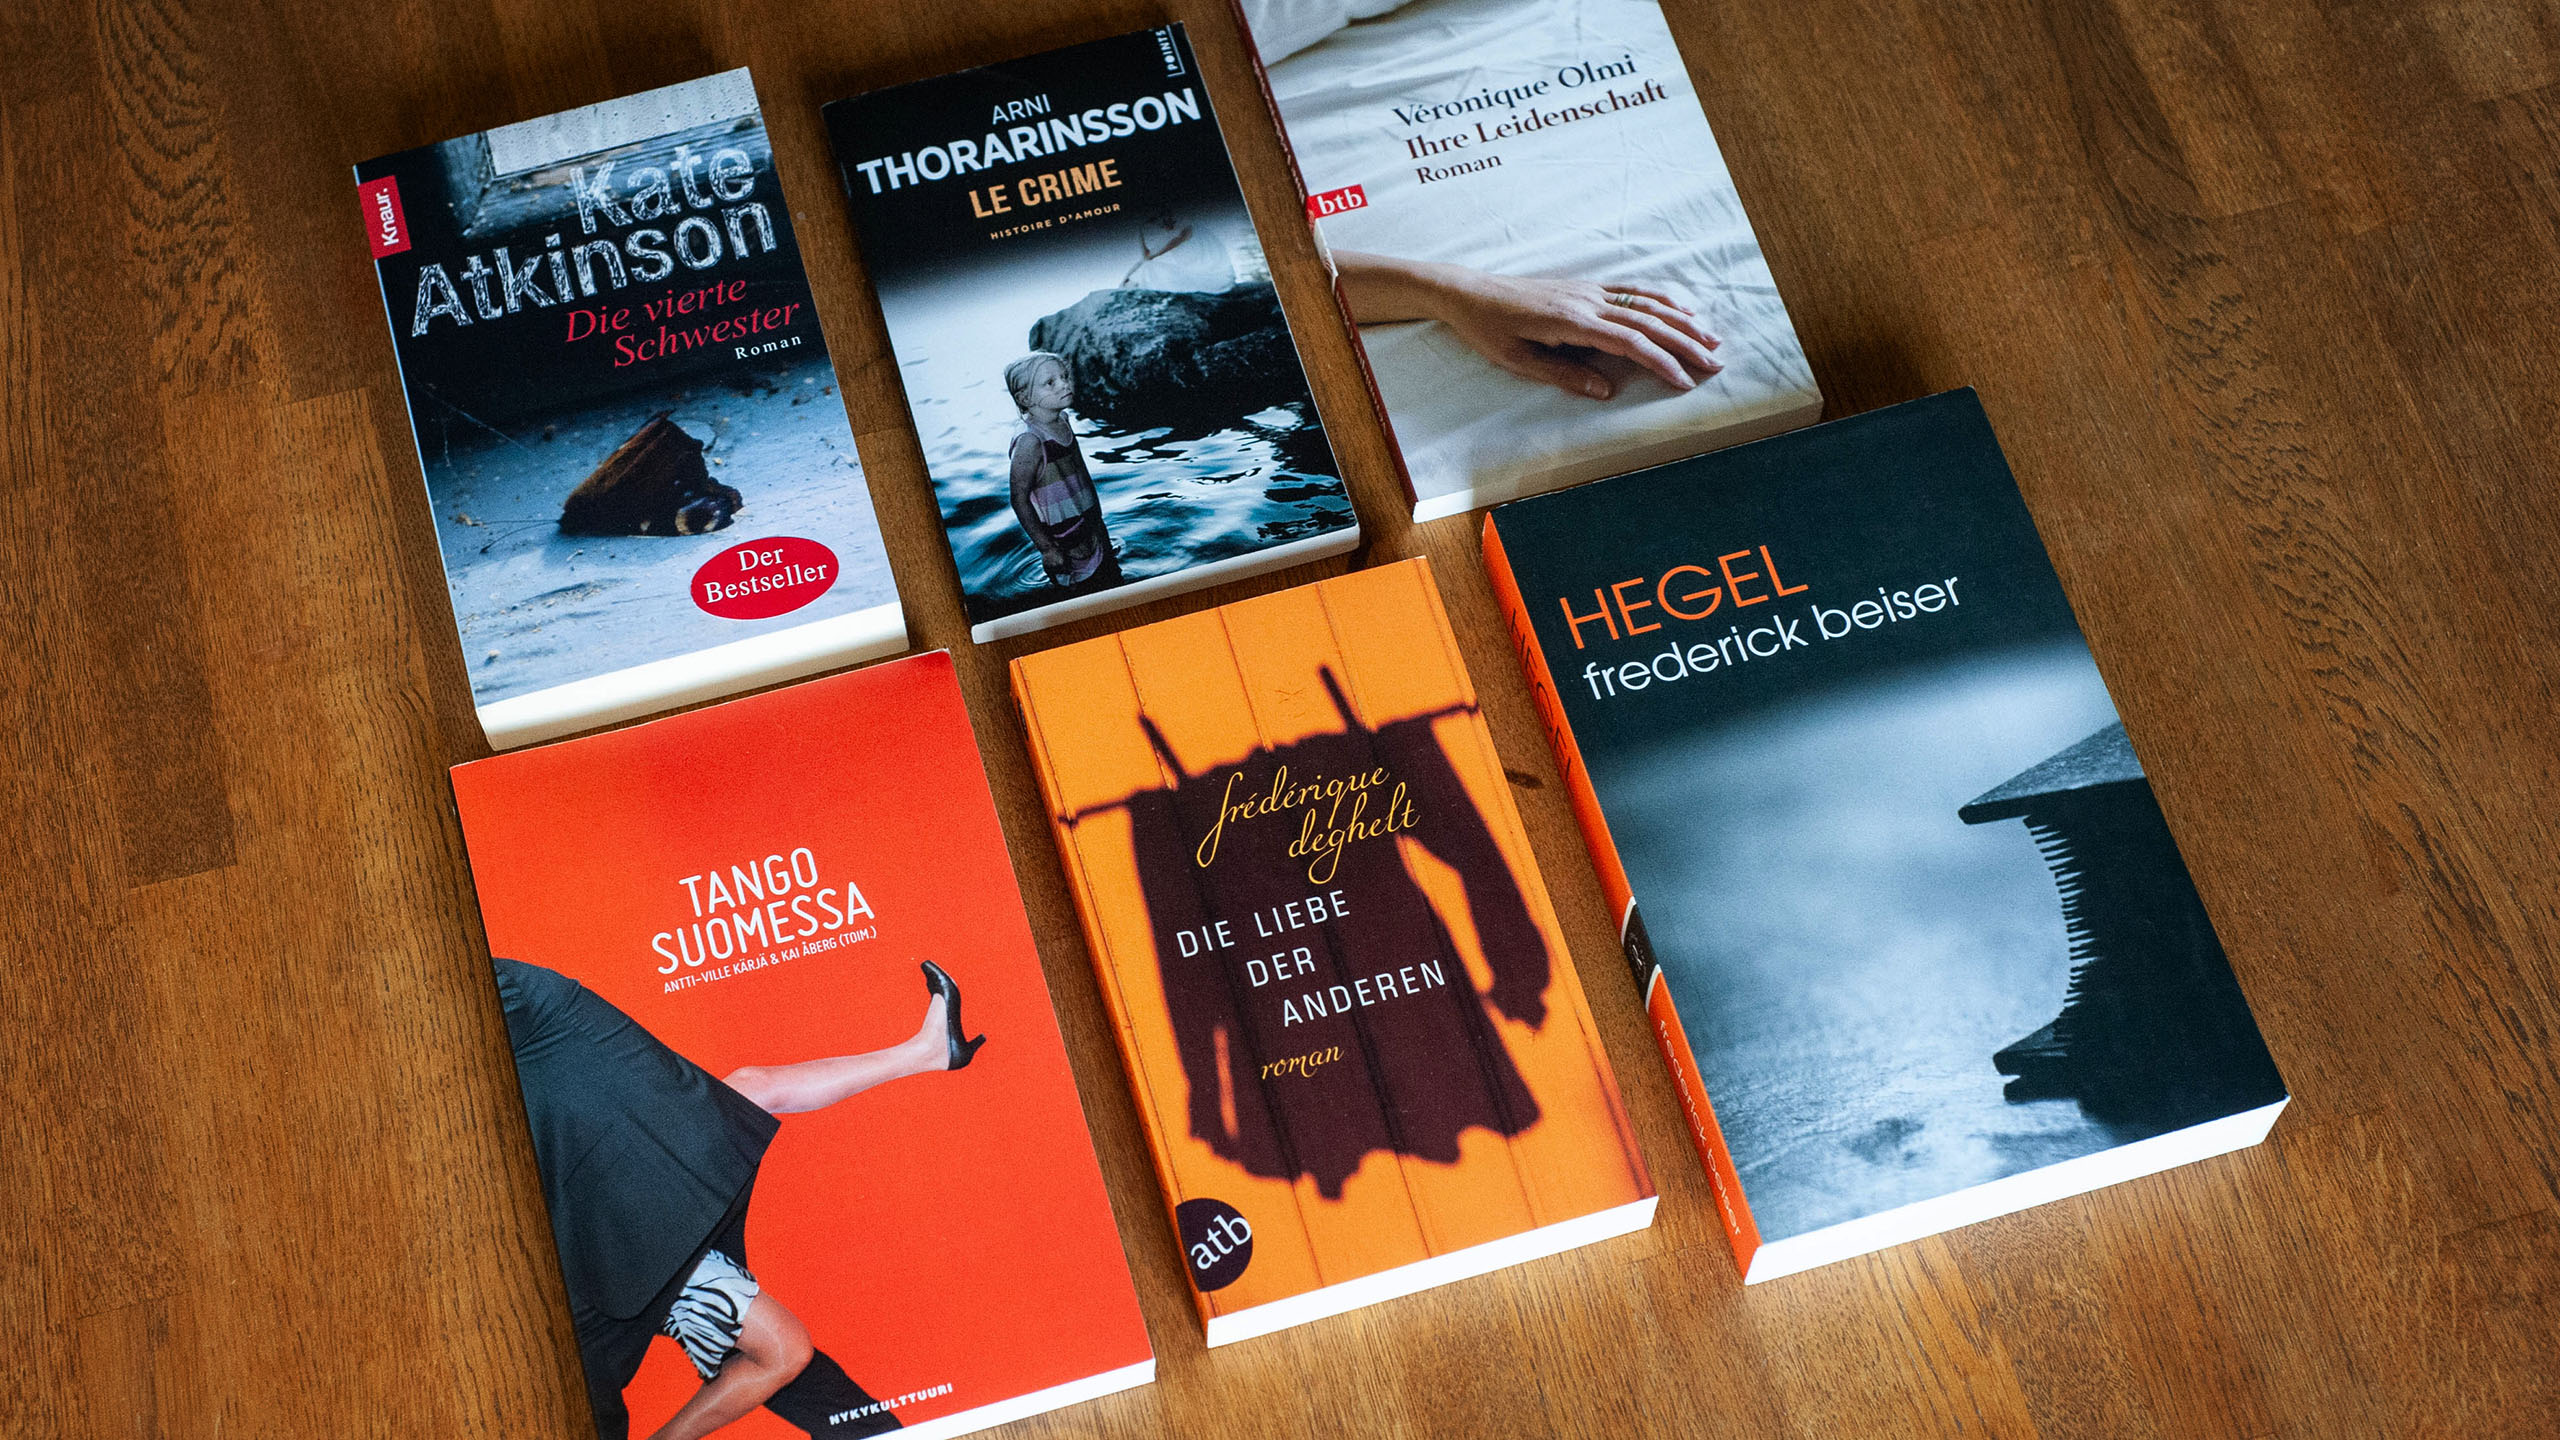 Knaur.
Kate
Atkinson
Die vierte
Schwester
Roman
Der
Bestseller
POINTS
ARNI
THORARINSSON
LE CRIME
HISTOIRE D'AMOUR
Véronique Olmi
Ihre Leidenschaft
Roman
btb
TANGO
SUOMESSA
ANTTI-VILLE KÄRJÄ & KAI ÅBERG (TOIM.)
NYKYKULTTUURI
frédérique
deghelt
DIE LIEBE
DER
ANDEREN
roman
atb
HEGEL
frederick beiser
HEGEL
frederick beiser